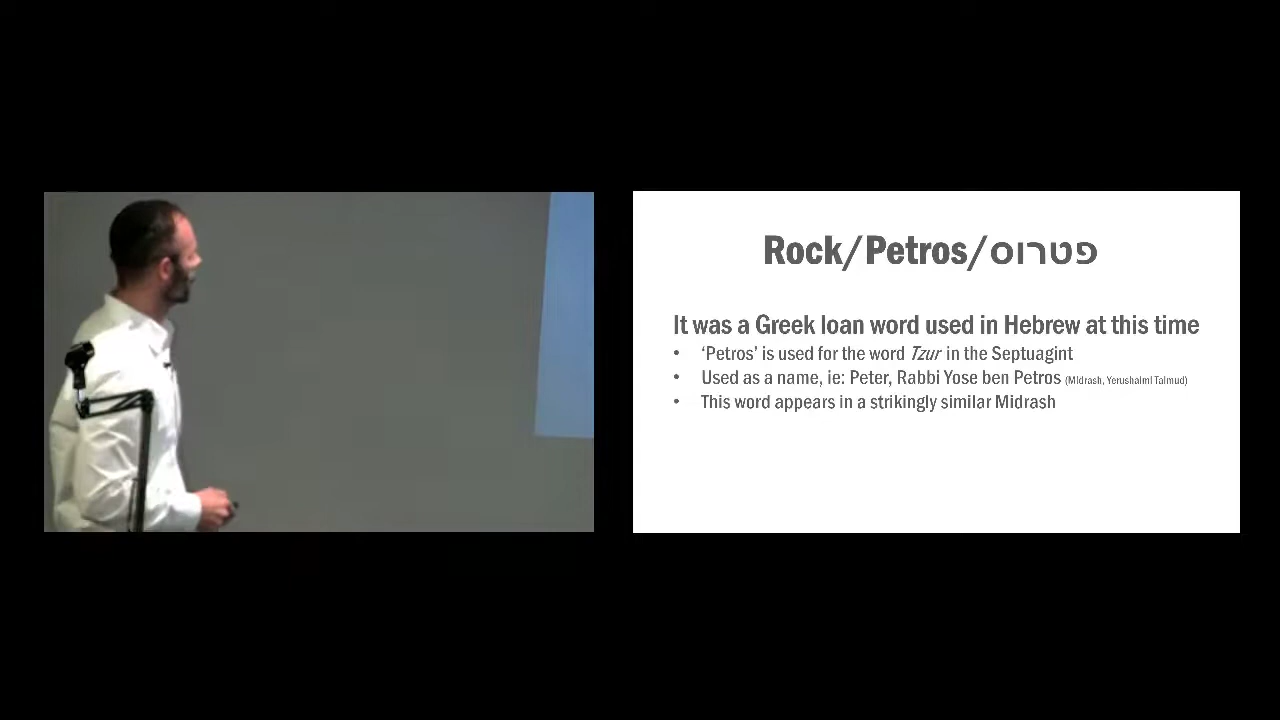 Rock/Petros/פטרוס
It was a Greek loan word used in Hebrew at this time
• ‘Petros’ is used for the word Tzur in the Septuagint
• Used as a name, ie: Peter, Rabbi Yose ben Petros (Midrash, Yerushalmi Talmud)
• This word appears in a strikingly similar Midrash